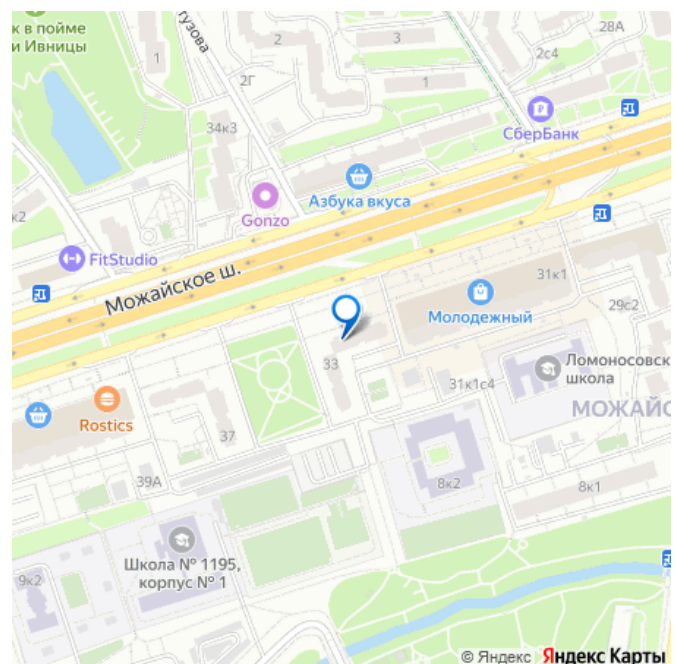 к в пойме
и Ивницы
тузова
1
2
2Г
3
1
2с4
28А
СберБанк
34к3
Азбука вкуса
Gonzo
к2
FitStudio
Можайское ш.
31к1
Молодежный
29с2
33
Ломоносовск
школа
31к1с4
МОЖАЙС
Rostics
37
39А
8к2
8к1
Школа № 1195,
корпус № 1
9к2
© Яндекс Яндекс Карты